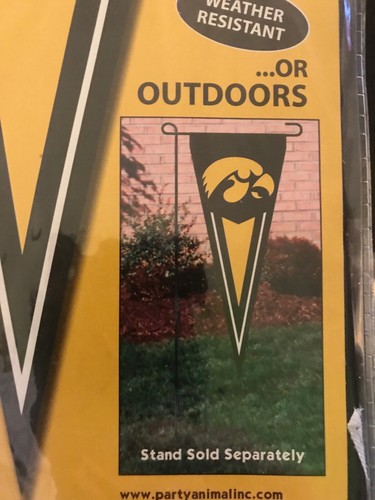 WEATHER
RESISTANT
...OR
OUTDOORS
Stand Sold Separately
www.partyanimalinc.com